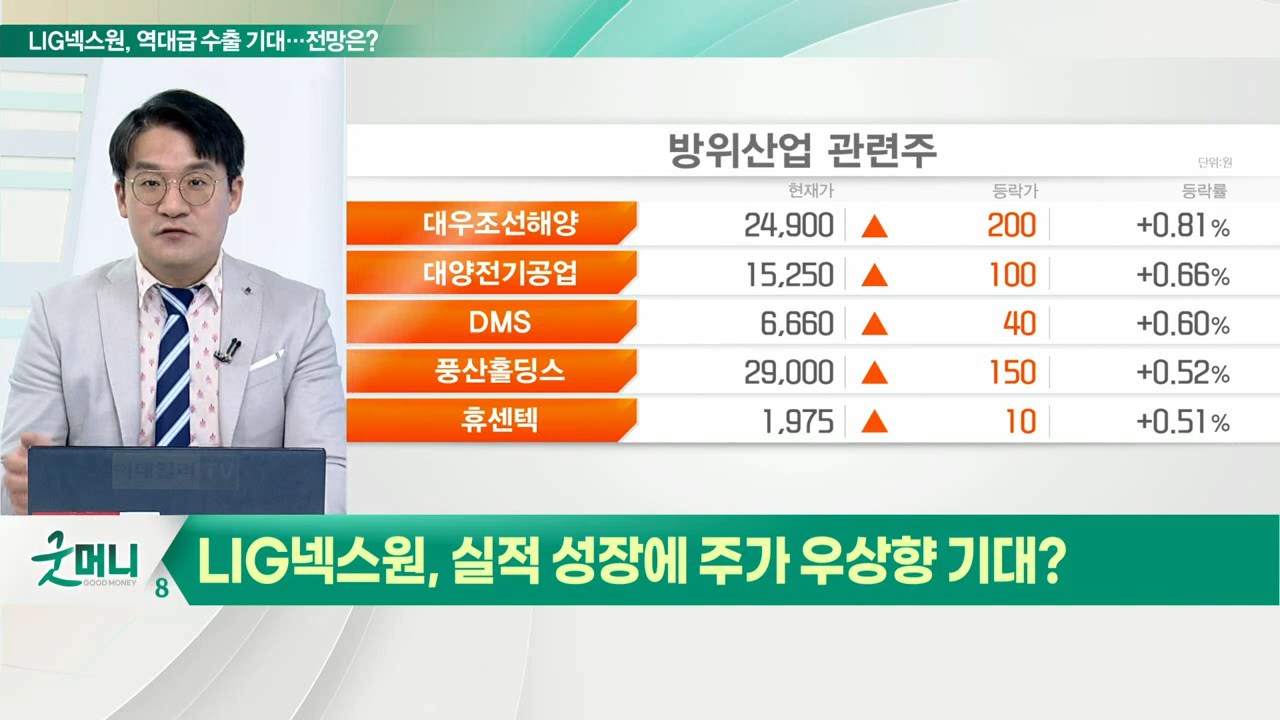 LIG넥스원, 역대급 수출 기대…전망은?
방위산업 관련주
단위:원
현재가 등락가 등락률
대우조선해양 24,900 ▲ 200 +0.81%
대양전기공업 15,250 ▲ 100 +0.66%
DMS 6,660 ▲ 40 +0.60%
풍산홀딩스 29,000 ▲ 150 +0.52%
휴센텍 1,975 ▲ 10 +0.51%
이데일리 TV
굿머니
GOOD MONEY
8
LIG넥스원, 실적 성장에 주가 우상향 기대?